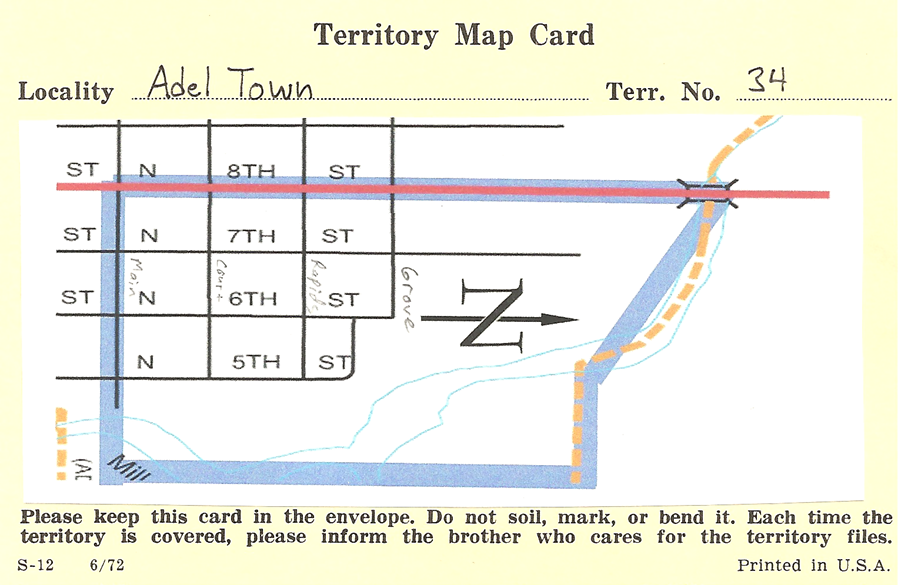 Territory Map Card
Locality Adel Town Terr. No. 34
ST N 8TH ST
ST N 7TH ST
Main Court Rapids Grove
ST N 6TH ST
N
N 5TH ST
Mill
Please keep this card in the envelope. Do not soil, mark, or bend it. Each time the
territory is covered, please inform the brother who cares for the territory files.
S-12 6/72 Printed in U.S.A.